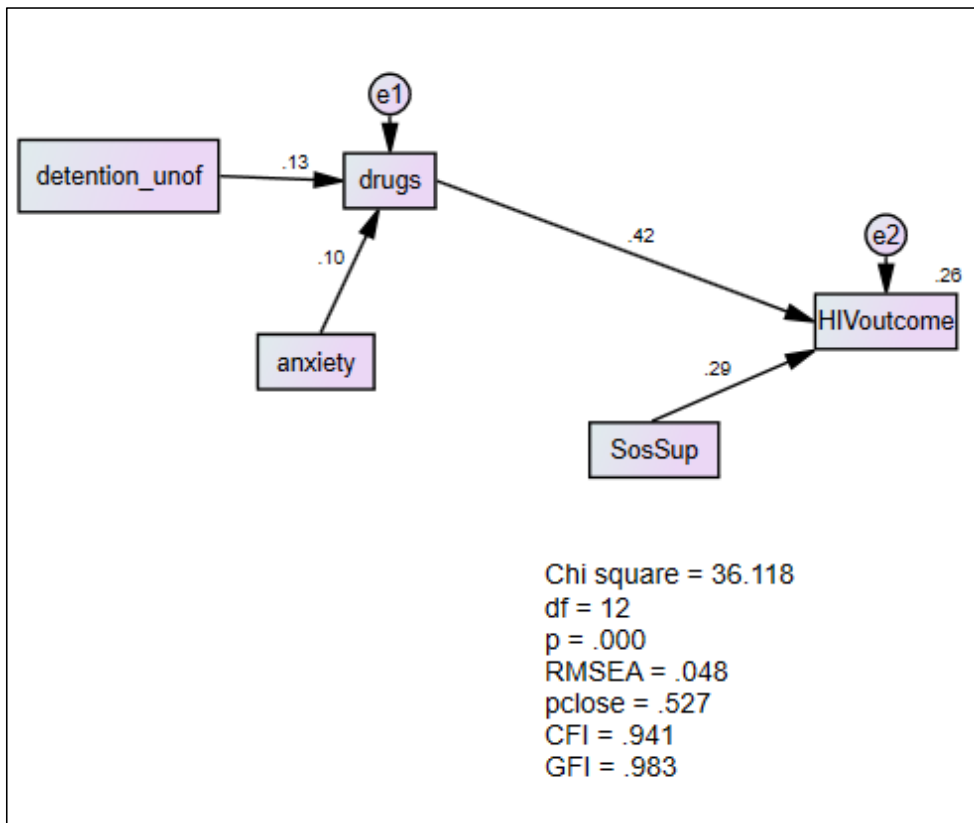 e1
detention_unof
.13
drugs
.10
.42
e2
.26
anxiety
HIVoutcome
.29
SosSup
Chi square = 36.118
df = 12
p = .000
RMSEA = .048
pclose = .527
CFI = .941
GFI = .983